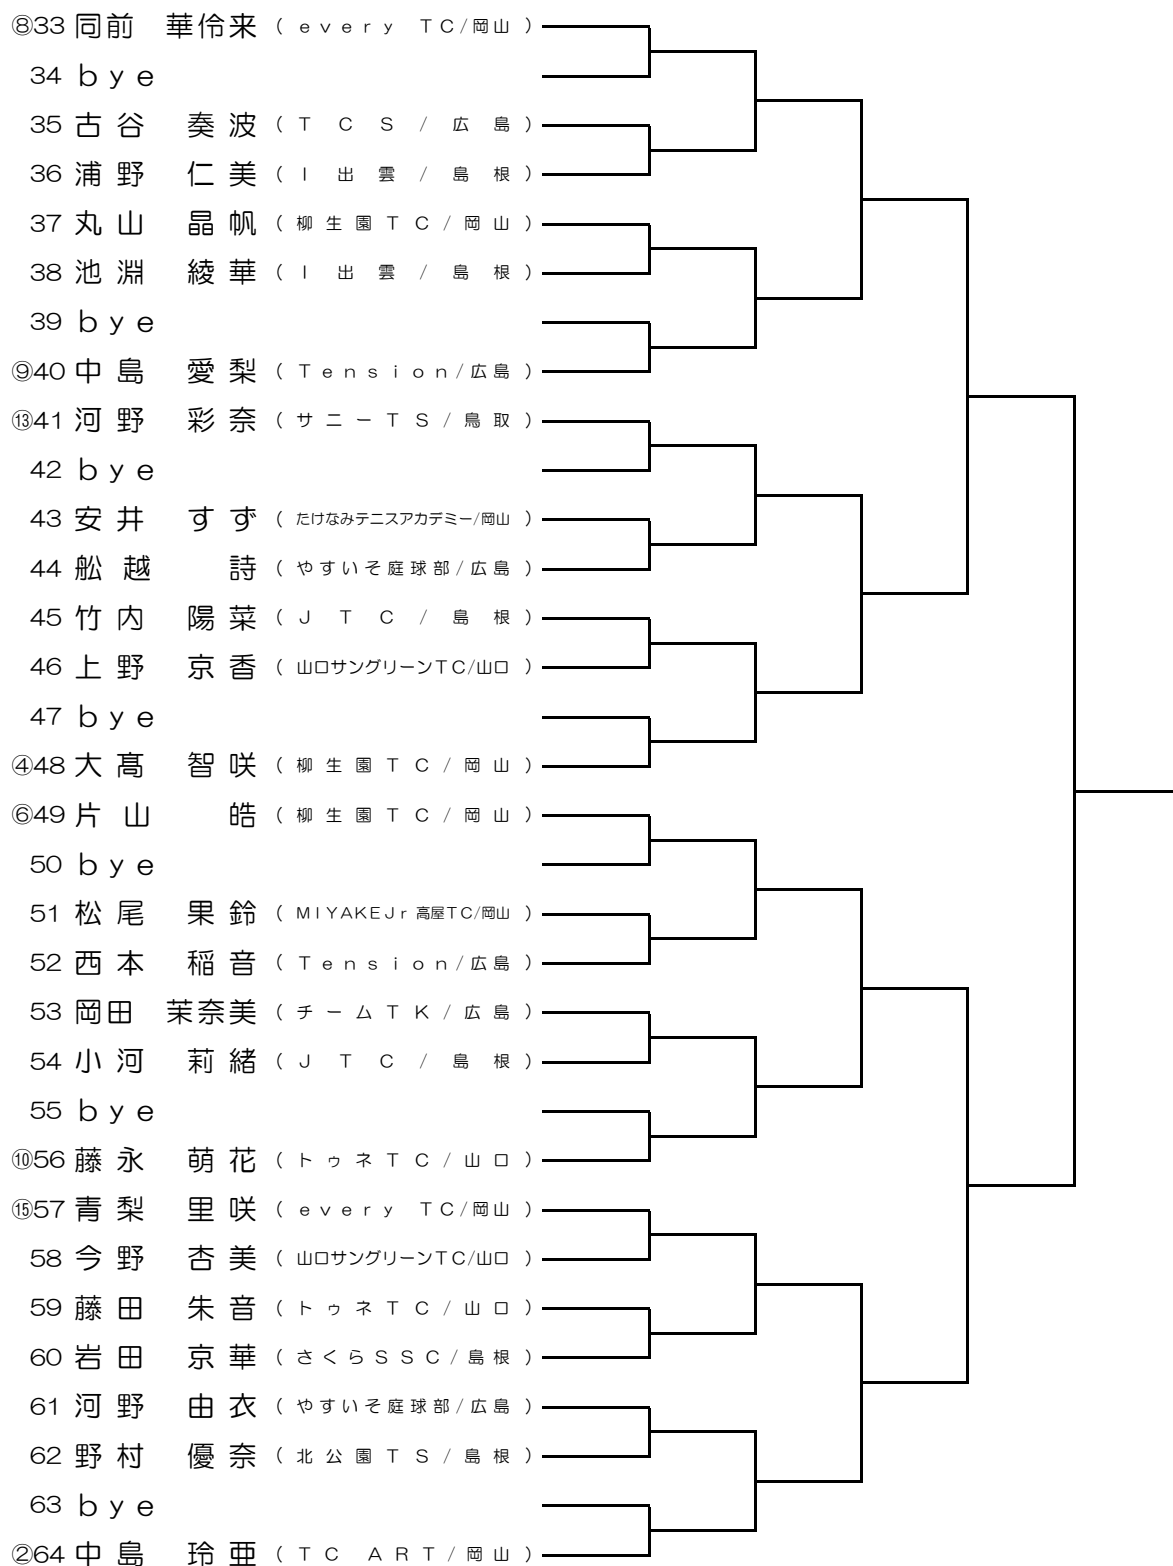 ⑧33 同前 華伶来 (every TC/岡山)
34 bye
35 古谷 奏波 (TCS/広島)
36 浦野 仁美 (I出雲/島根)
37 丸山 晶帆 (柳生園TC/岡山)
38 池淵 綾華 (I出雲/島根)
39 bye
⑨40 中島 愛梨 (Tension/広島)
⑬41 河野 彩奈 (サニーTS/鳥取)
42 bye
43 安井 すず (たけなみテニスアカデミー/岡山)
44 舩越 詩 (やすいそ庭球部/広島)
45 竹内 陽菜 (JTC/島根)
46 上野 京香 (山口サングリーンTC/山口)
47 bye
④48 大髙 智咲 (柳生園TC/岡山)
⑥49 片山 皓 (柳生園TC/岡山)
50 bye
51 松尾 果鈴 (MIYAKEJr高屋TC/岡山)
52 西本 稲音 (Tension/広島)
53 岡田 茉奈美 (チームTK/広島)
54 小河 莉緒 (JTC/島根)
55 bye
⑩56 藤永 萌花 (トゥネTC/山口)
⑮57 青梨 里咲 (every TC/岡山)
58 今野 杏美 (山口サングリーンTC/山口)
59 藤田 朱音 (トゥネTC/山口)
60 岩田 京華 (さくらSSC/島根)
61 河野 由衣 (やすいそ庭球部/広島)
62 野村 優奈 (北公園TS/島根)
63 bye
②64 中島 玲亜 (TC ART/岡山)